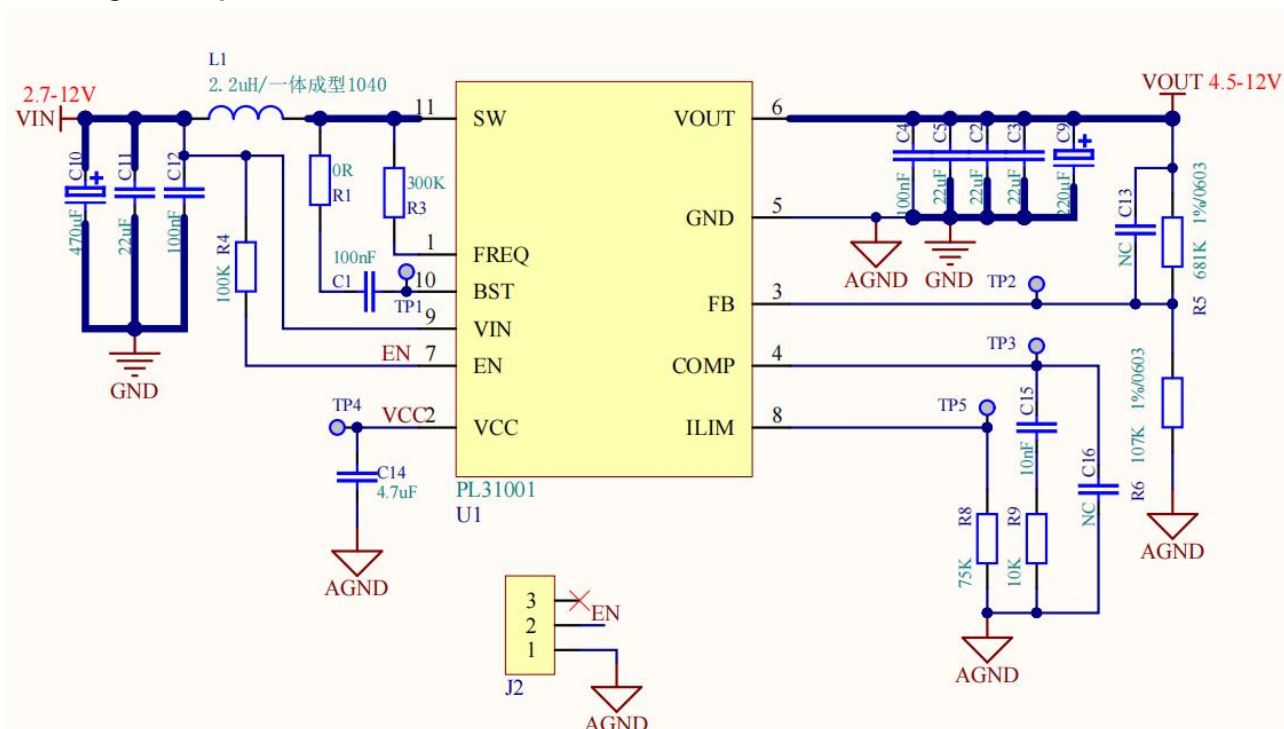 L1
2.2uH/一体成型1040
2.7-12V
VIN
VOUT 4.5-12V
11
SW
VOUT
6
C10
470uF
C11
22uF
C12
100nF
0R
R1
300K
R3
R4
100K
100nF
C1
TP1
1
FREQ
10
BST
9
VIN
EN
7
EN
GND
GND
5
C4
100nF
C5
22uF
C2
22uF
C3
22uF
C9
220uF
AGND
GND
C13
NC
681K 1%/0603
R5
FB
3
TP2
COMP
4
TP3
ILIM
8
TP5
107K 1%/0603
R6
AGND
TP4
VCC
2
VCC
C14
4.7uF
AGND
PL31001
U1
C15
10nF
C16
NC
R8
75K
R9
10K
AGND
3
2
1
EN
J2
AGND